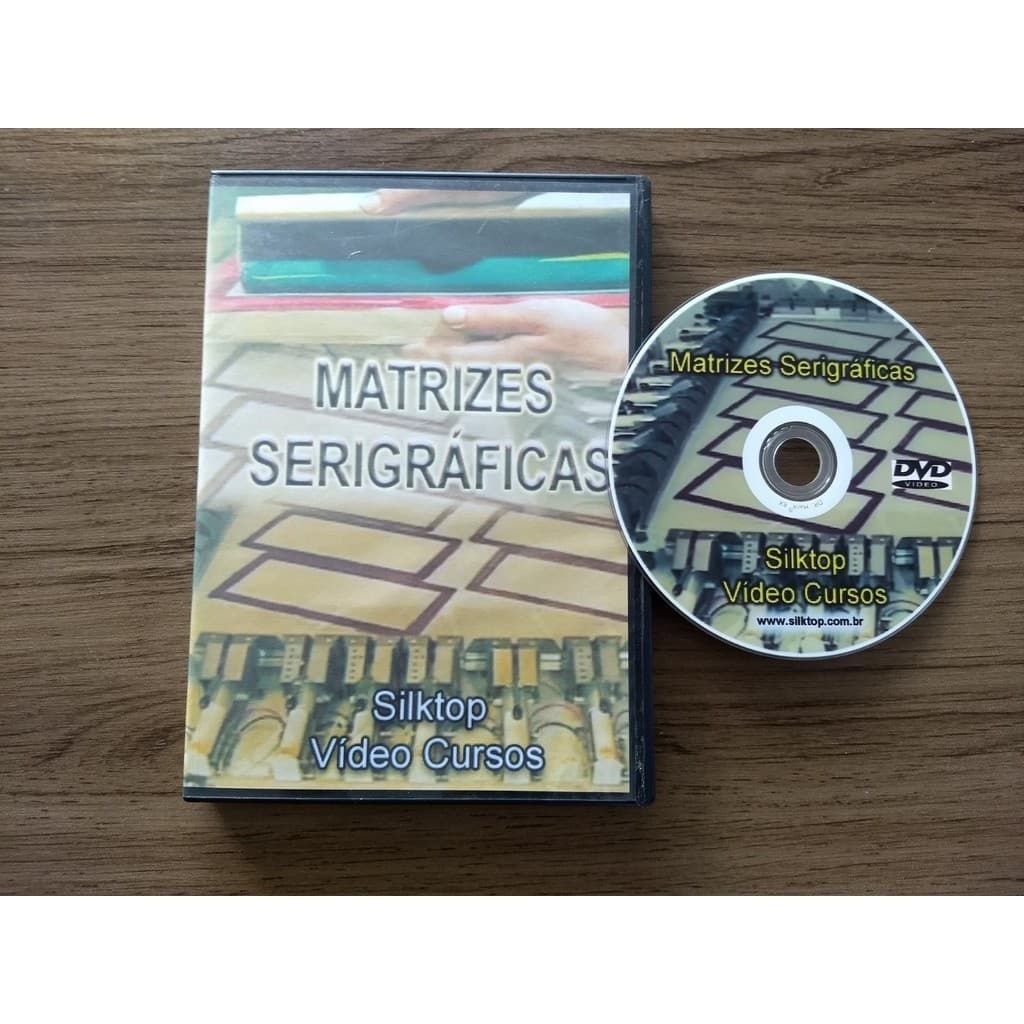 MATRIZES
SERIGRÁFICAS
Silktop
Vídeo Cursos
Matrizes Serigráficas
DVD
VIDEO
Silktop
Vídeo Cursos
www.silktop.com.br